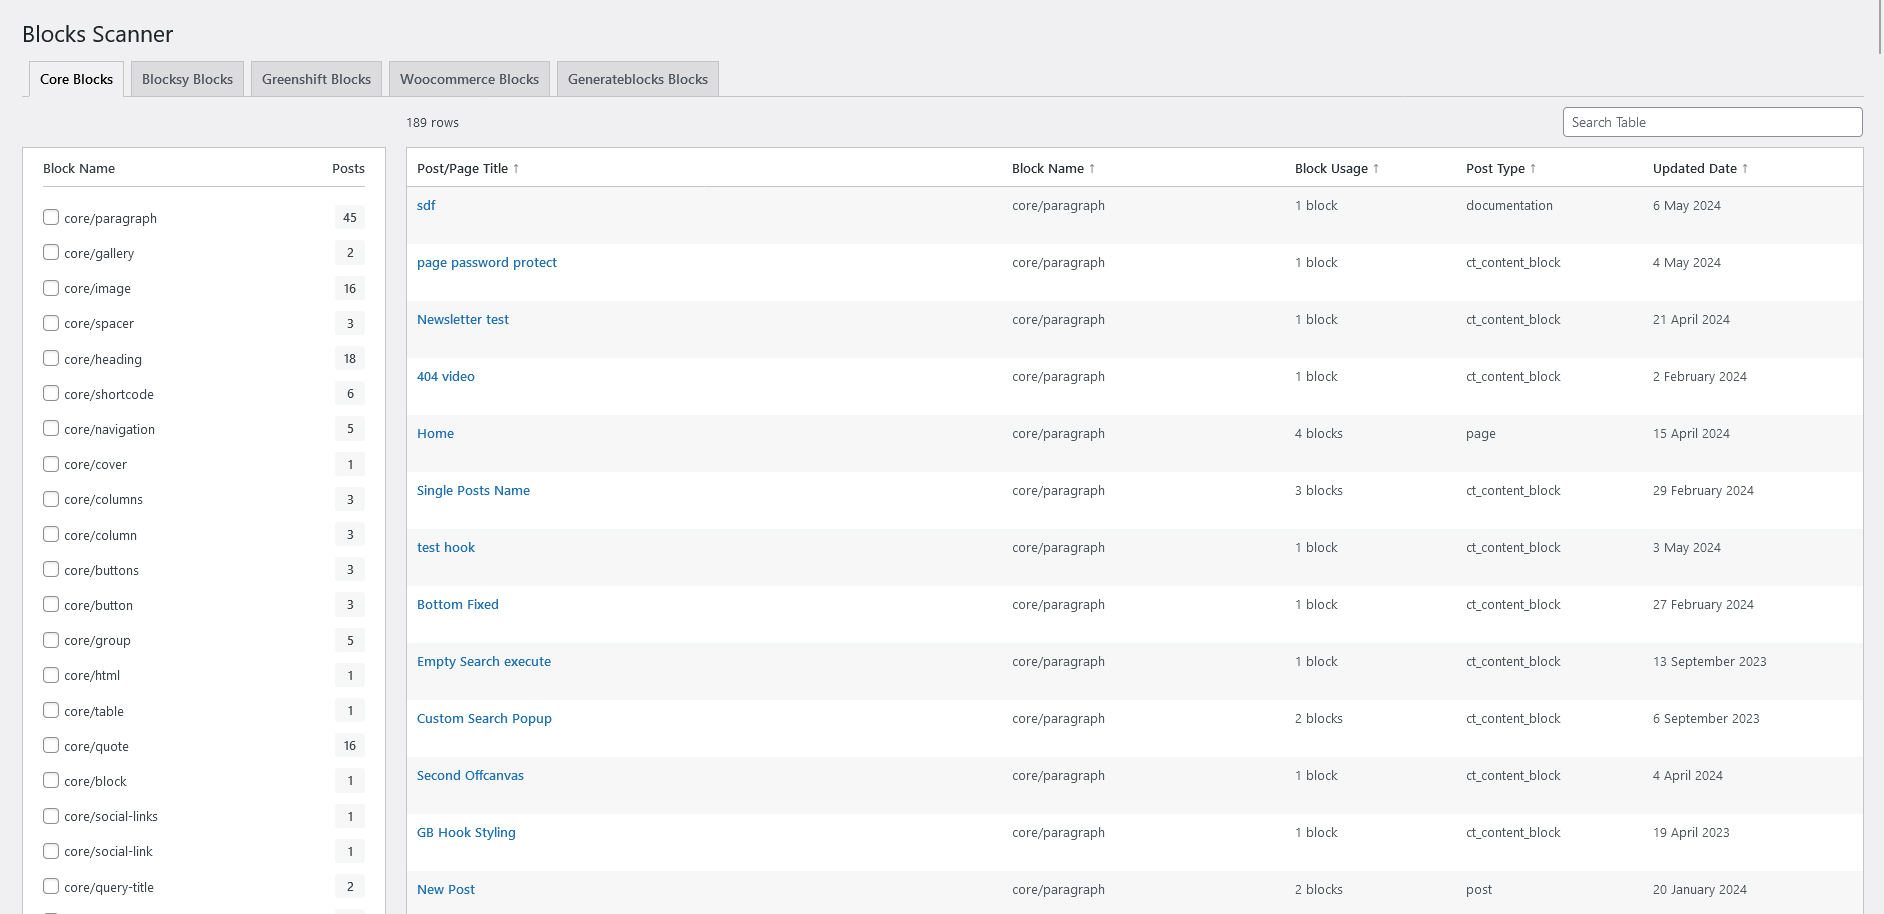 Blocks Scanner
Core Blocks Blocksy Blocks Greenshift Blocks Woocommerce Blocks Generateblocks Blocks
189 rows Search Table
Block Name Posts
core/paragraph 45
core/gallery 2
core/image 16
core/spacer 3
core/heading 18
core/shortcode 6
core/navigation 5
core/cover 1
core/columns 3
core/column 3
core/buttons 3
core/button 3
core/group 5
core/html 1
core/table 1
core/quote 16
core/block 1
core/social-links 1
core/social-link 1
core/query-title 2
Post/Page Title ↑ Block Name ↑ Block Usage ↑ Post Type ↑ Updated Date ↑
sdf core/paragraph 1 block documentation 6 May 2024
page password protect core/paragraph 1 block ct_content_block 4 May 2024
Newsletter test core/paragraph 1 block ct_content_block 21 April 2024
404 video core/paragraph 1 block ct_content_block 2 February 2024
Home core/paragraph 4 blocks page 15 April 2024
Single Posts Name core/paragraph 3 blocks ct_content_block 29 February 2024
test hook core/paragraph 1 block ct_content_block 3 May 2024
Bottom Fixed core/paragraph 1 block ct_content_block 27 February 2024
Empty Search execute core/paragraph 1 block ct_content_block 13 September 2023
Custom Search Popup core/paragraph 2 blocks ct_content_block 6 September 2023
Second Offcanvas core/paragraph 1 block ct_content_block 4 April 2024
GB Hook Styling core/paragraph 1 block ct_content_block 19 April 2023
New Post core/paragraph 2 blocks post 20 January 2024